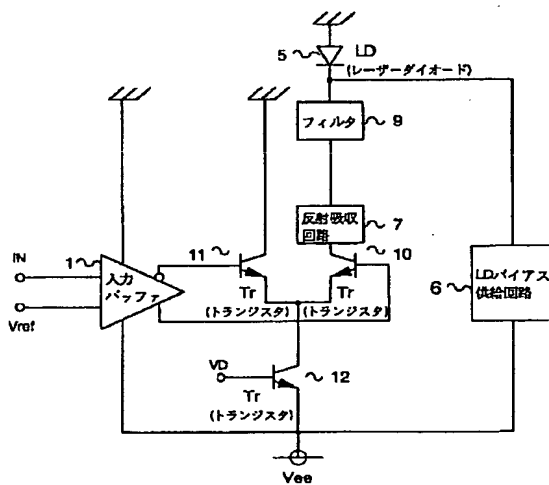 5 LD
(レーザーダイオード)
フィルタ 9
反射吸収
回路 7
IN
1
入力
バッファ
Vref
11
10
Tr
(トランジスタ)
Tr
(トランジスタ)
6
LDバイアス
供給回路
VD
12
Tr
(トランジスタ)
Vee